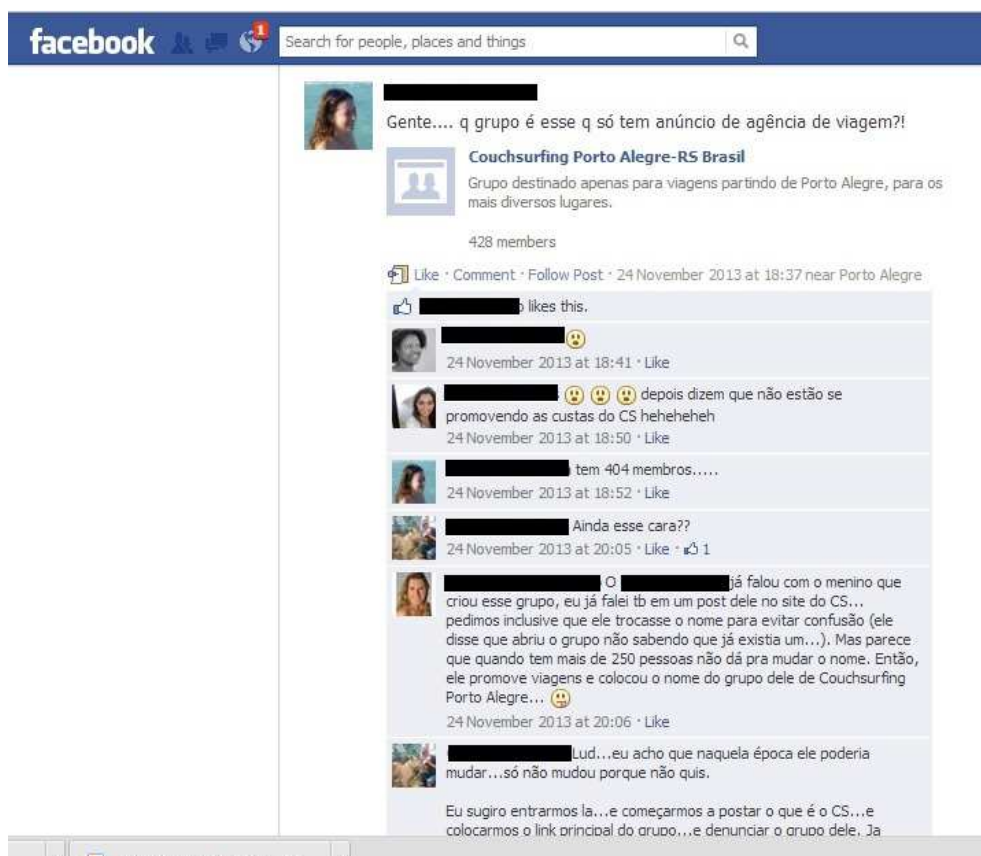 facebook
1
Search for people, places and things
Gente.... q grupo é esse q só tem anúncio de agência de viagem?!
Couchsurfing Porto Alegre-RS Brasil
Grupo destinado apenas para viagens partindo de Porto Alegre, para os
mais diversos lugares.
428 members
Like · Comment · Follow Post · 24 November 2013 at 18:37 near Porto Alegre
likes this.
24 November 2013 at 18:41 · Like
depois dizem que não estão se
promovendo as custas do CS heheheheh
24 November 2013 at 18:50 · Like
tem 404 membros.....
24 November 2013 at 18:52 · Like
Ainda esse cara??
24 November 2013 at 20:05 · Like · 1
O já falou com o menino que
criou esse grupo, eu já falei tb em um post dele no site do CS...
pedimos inclusive que ele trocasse o nome para evitar confusão (ele
disse que abriu o grupo não sabendo que já existia um...). Mas parece
que quando tem mais de 250 pessoas não dá pra mudar o nome. Então,
ele promove viagens e colocou o nome do grupo dele de Couchsurfing
Porto Alegre...
24 November 2013 at 20:06 · Like
Lud...eu acho que naquela época ele poderia
mudar...só não mudou porque não quis.
Eu sugiro entrarmos la...e começarmos a postar o que é o CS...e
colocarmos o link principal do grupo...e denunciar o grupo dele. Ja